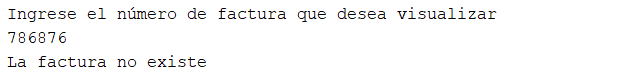 Ingrese el número de factura que desea visualizar
786876
La factura no existe